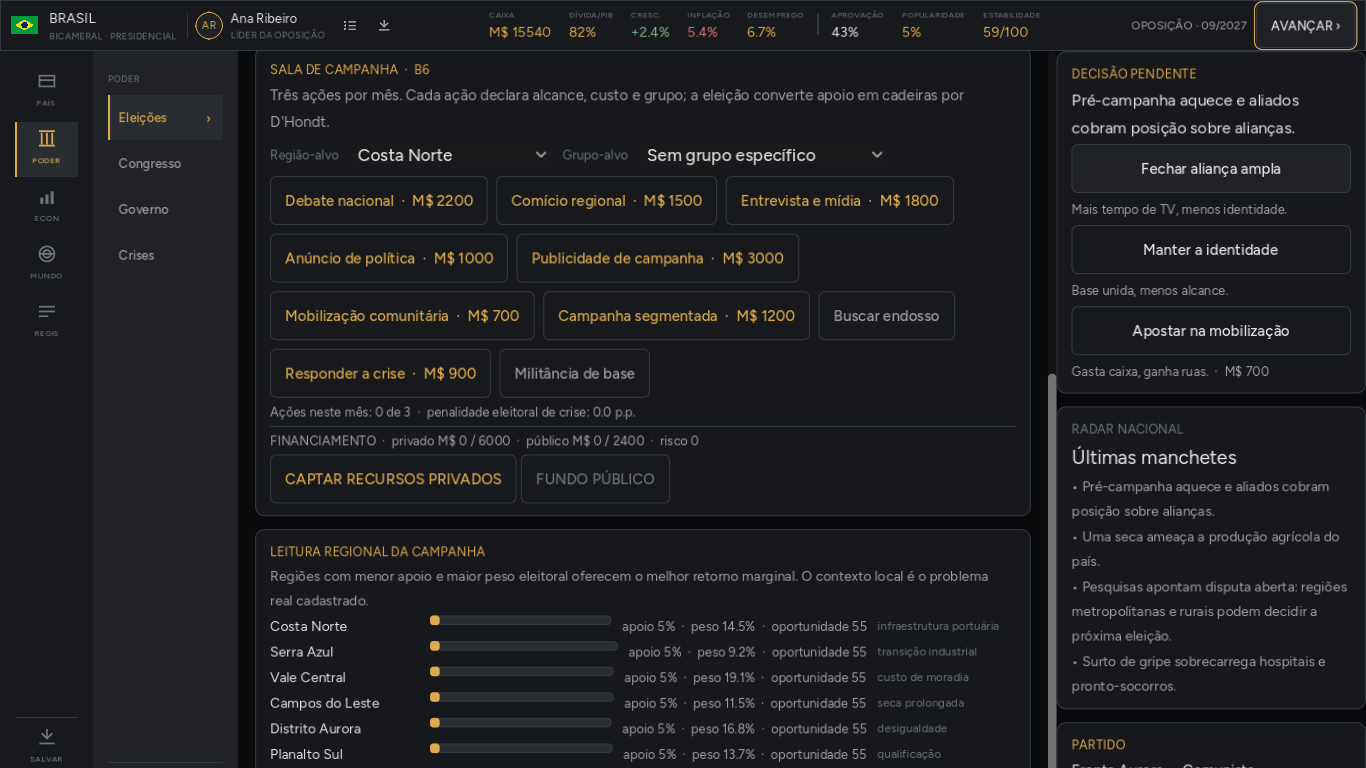 BRASIL
BICAMERAL · PRESIDENCIAL
AR
Ana Ribeiro
LÍDER DA OPOSIÇÃO
CAIXA
M$ 15540
DÍVIDA/PIB
82%
CRESC.
+2.4%
INFLAÇÃO
5.4%
DESEMPREGO
6.7%
APROVAÇÃO
43%
POPULARIDADE
5%
ESTABILIDADE
59/100
OPOSIÇÃO · 09/2027
AVANÇAR ›
PAÍS
PODER
ECON
MUNDO
REGIS
SALVAR
PODER
Eleições ›
Congresso
Governo
Crises
SALA DE CAMPANHA · B6
Três ações por mês. Cada ação declara alcance, custo e grupo; a eleição converte apoio em cadeiras por
D'Hondt.
Região-alvo Costa Norte Grupo-alvo Sem grupo específico
Debate nacional · M$ 2200 Comício regional · M$ 1500 Entrevista e mídia · M$ 1800
Anúncio de política · M$ 1000 Publicidade de campanha · M$ 3000
Mobilização comunitária · M$ 700 Campanha segmentada · M$ 1200 Buscar endosso
Responder a crise · M$ 900 Militância de base
Ações neste mês: 0 de 3 · penalidade eleitoral de crise: 0.0 p.p.
FINANCIAMENTO · privado M$ 0 / 6000 · público M$ 0 / 2400 · risco 0
CAPTAR RECURSOS PRIVADOS FUNDO PÚBLICO
LEITURA REGIONAL DA CAMPANHA
Regiões com menor apoio e maior peso eleitoral oferecem o melhor retorno marginal. O contexto local é o problema
real cadastrado.
Costa Norte apoio 5% · peso 14.5% · oportunidade 55 infraestrutura portuária
Serra Azul apoio 5% · peso 9.2% · oportunidade 55 transição industrial
Vale Central apoio 5% · peso 19.1% · oportunidade 55 custo de moradia
Campos do Leste apoio 5% · peso 11.5% · oportunidade 55 seca prolongada
Distrito Aurora apoio 5% · peso 16.8% · oportunidade 55 desigualdade
Planalto Sul apoio 5% · peso 13.7% · oportunidade 55 qualificação
DECISÃO PENDENTE
Pré-campanha aquece e aliados
cobram posição sobre alianças.
Fechar aliança ampla
Mais tempo de TV, menos identidade.
Manter a identidade
Base unida, menos alcance.
Apostar na mobilização
Gasta caixa, ganha ruas. · M$ 700
RADAR NACIONAL
Últimas manchetes
• Pré-campanha aquece e aliados cobram
posição sobre alianças.
• Uma seca ameaça a produção agrícola do
país.
• Pesquisas apontam disputa aberta: regiões
metropolitanas e rurais podem decidir a
próxima eleição.
• Surto de gripe sobrecarrega hospitais e
pronto-socorros.
PARTIDO